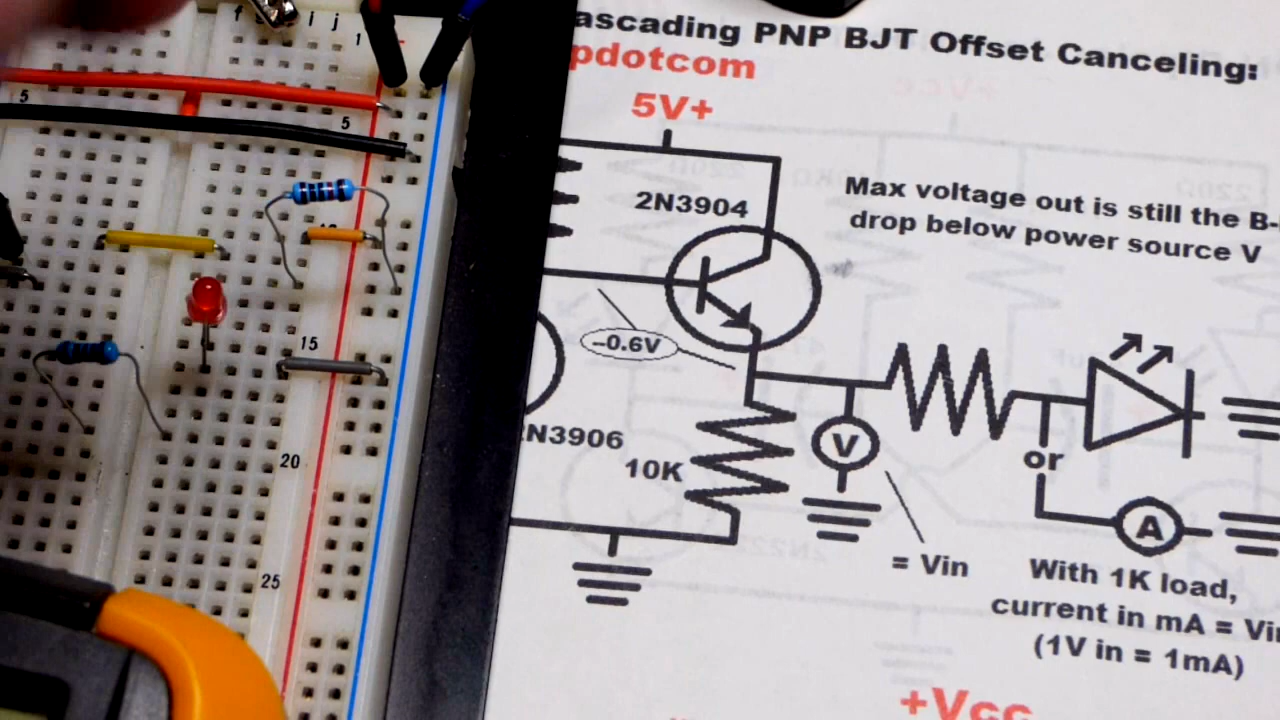 f i j
1
5
5
15
20
25
ascading PNP BJT Offset Canceling:
pdotcom
5V+
2N3904
Max voltage out is still the B-
drop below power source V
–0.6V
N3906
10K
V
or
A
= Vin
With 1K load,
current in mA = Vi
(1V in = 1mA)
+Vcc